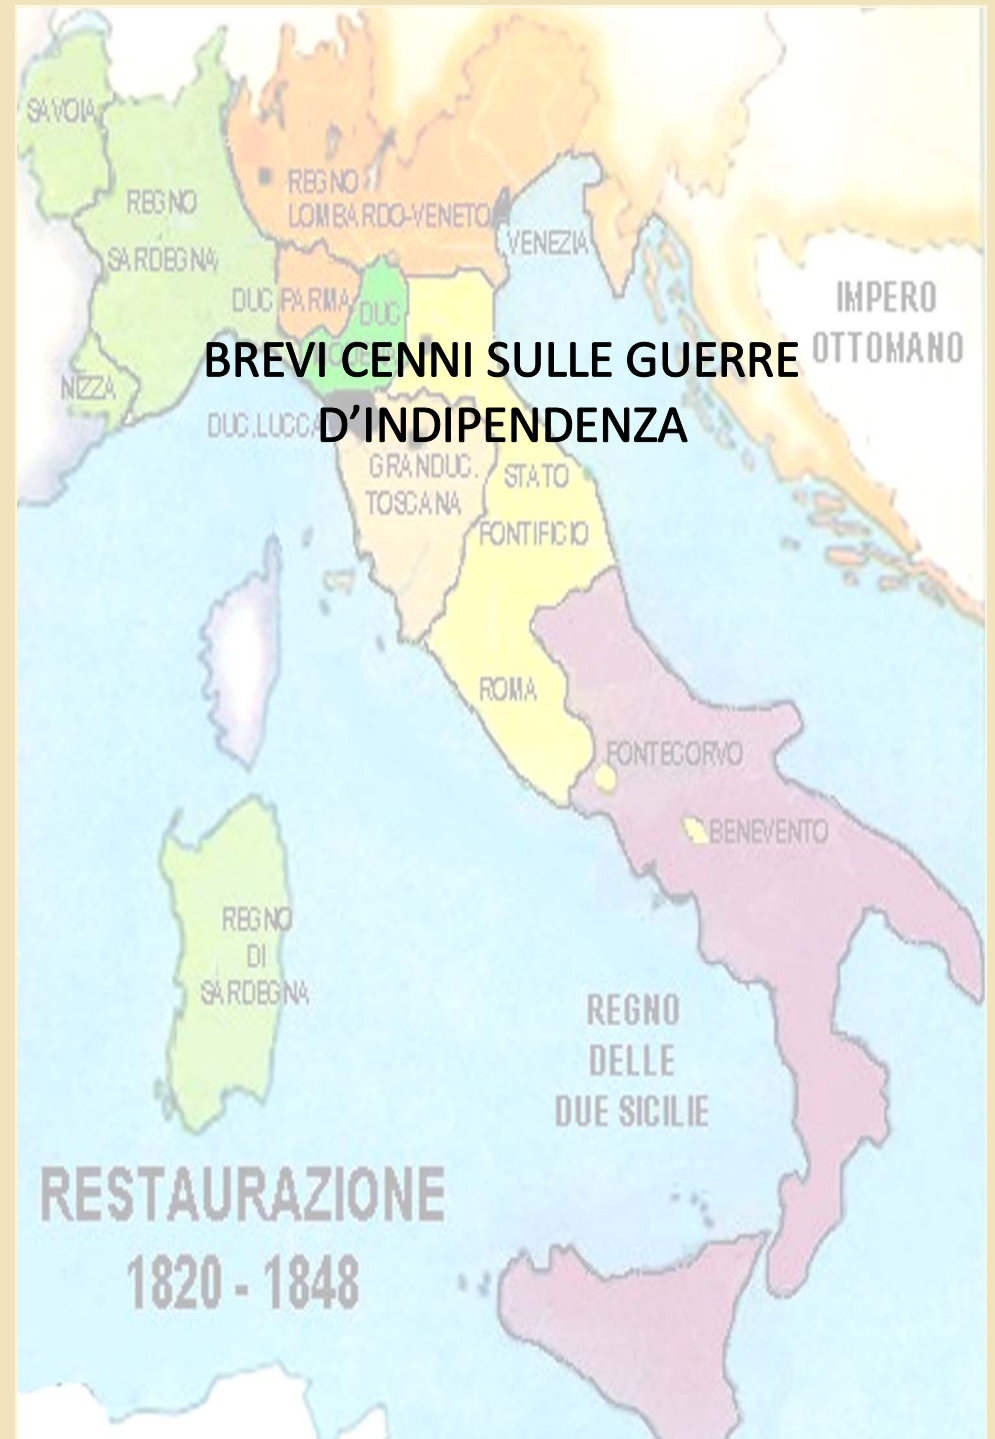 SAVOIA
REGNO
SARDEGNA
REGNO
LOMBARDO-VENETO
VENEZIA
DUC.PARMA
DUC
IMPERO
OTTOMANO
BREVI CENNI SULLE GUERRE
D’INDIPENDENZA
NIZZA
DUC.LUCCA
GRANDUC.
TOSCANA
STATO
PONTIFICIO
ROMA
PONTECORVO
BENEVENTO
REGNO
DI
SARDEGNA
REGNO
DELLE
DUE SICILIE
RESTAURAZIONE
1820 - 1848